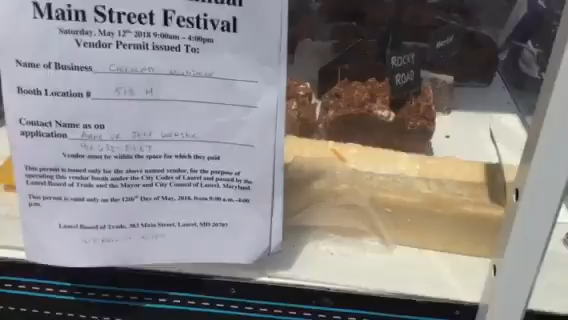 Main Street Festival
Saturday, May 12th 2018 9:00am – 4:00pm
Vendor Permit issued To:
Name of Business
Booth Location #
Contact Name as on
application
Vendor must be within the space for which they paid
This permit is issued only for the above named vendor, for the purpose of
operating this vendor booth under the City Codes of Laurel and passed by the
Laurel Board of Trade and the Mayor and City Council of Laurel, Maryland.
This permit is valid only on the 12th Day of May, 2018, from 9:00 a.m. -4:00
p.m.
Laurel Board of Trade, 383 Main Street, Laurel, MD 20707
ROCKY
ROAD